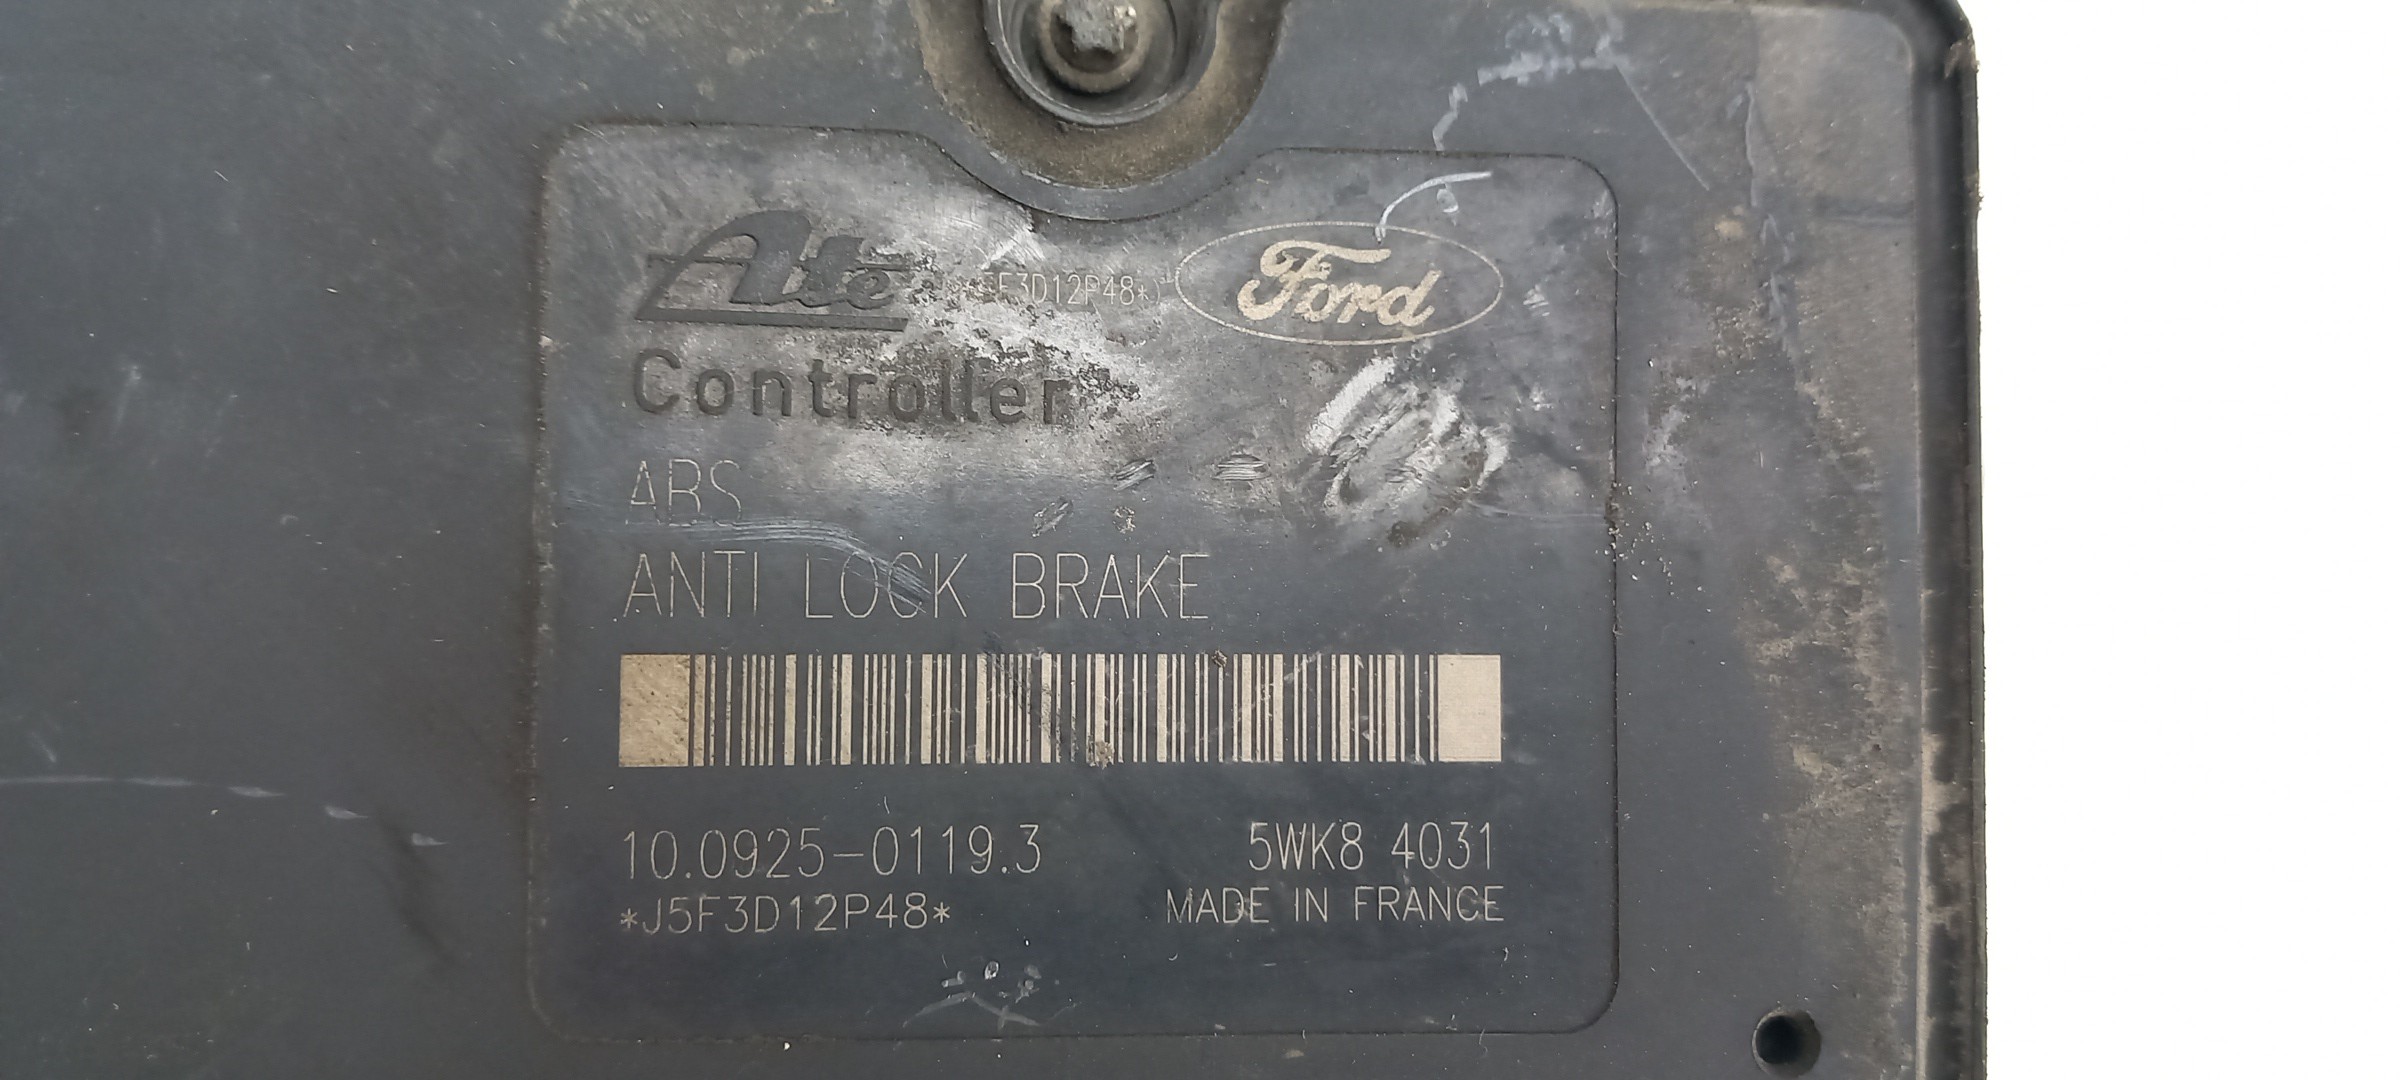 Ate F3D12P48*) Ford
Controller
ABS
ANTI LOCK BRAKE
10.0925-0119.3 5WK8 4031
*J5F3D12P48* MADE IN FRANCE